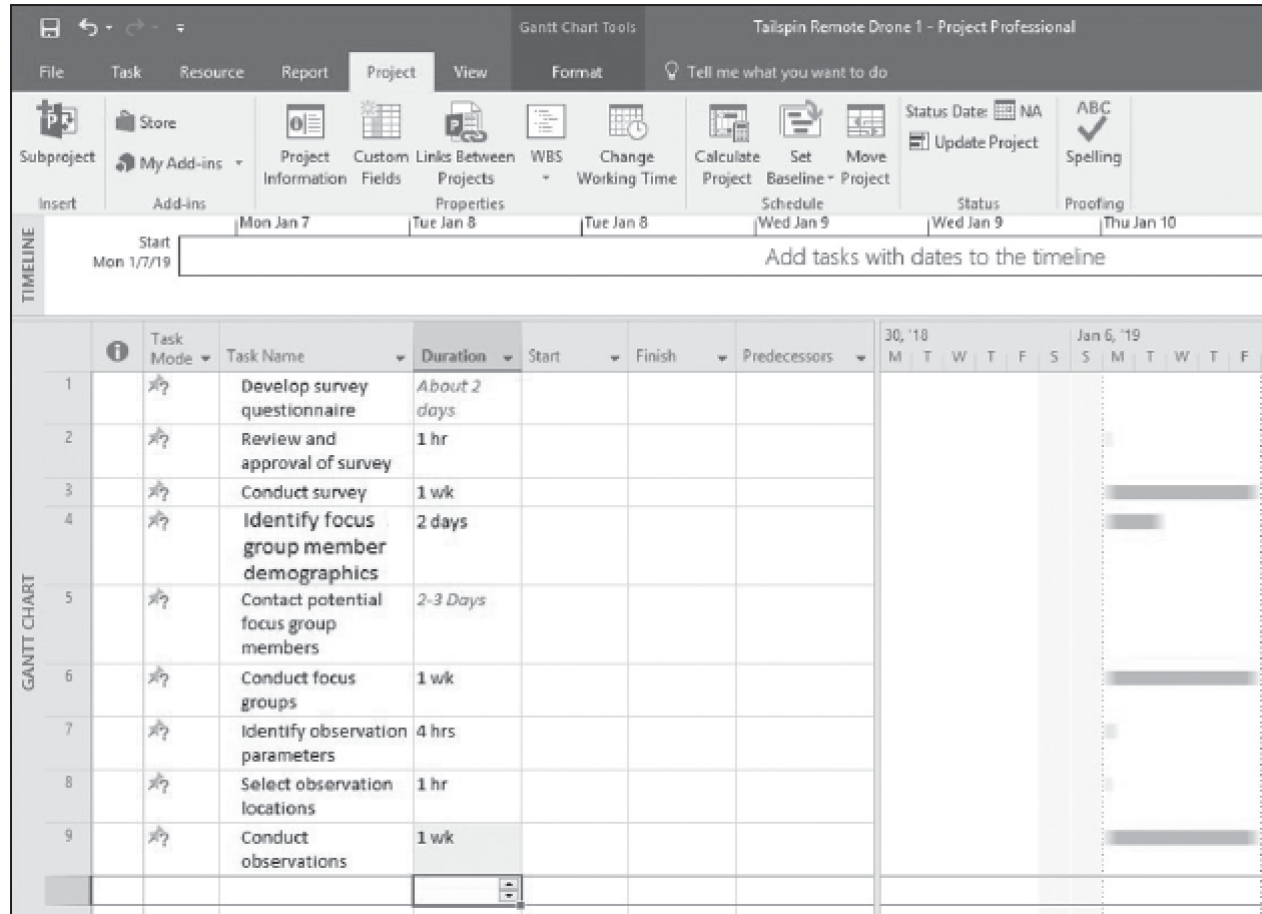 Gantt Chart Tools Tailspin Remote Drone 1 - Project Professional
File Task Resource Report Project View Format Tell me what you want to do
Subproject
Store
My Add-ins
Project Information
Custom Fields
Links Between Projects
WBS
Change Working Time
Calculate Project
Set Baseline
Move Project
Status Date: NA
Update Project
ABC
Spelling
Insert Add-ins Properties Schedule Status Proofing
TIMELINE
Mon Jan 7 Tue Jan 8 Tue Jan 8 Wed Jan 9 Wed Jan 9 Thu Jan 10
Start
Mon 1/7/19
Add tasks with dates to the timeline
GANTT CHART
Task Mode Task Name Duration Start Finish Predecessors
30, '18 Jan 6, '19
M T W T F S S M T W T F
1 Develop survey questionnaire About 2 days
2 Review and approval of survey 1 hr
3 Conduct survey 1 wk
4 Identify focus group member demographics 2 days
5 Contact potential focus group members 2-3 Days
6 Conduct focus groups 1 wk
7 Identify observation parameters 4 hrs
8 Select observation locations 1 hr
9 Conduct observations 1 wk